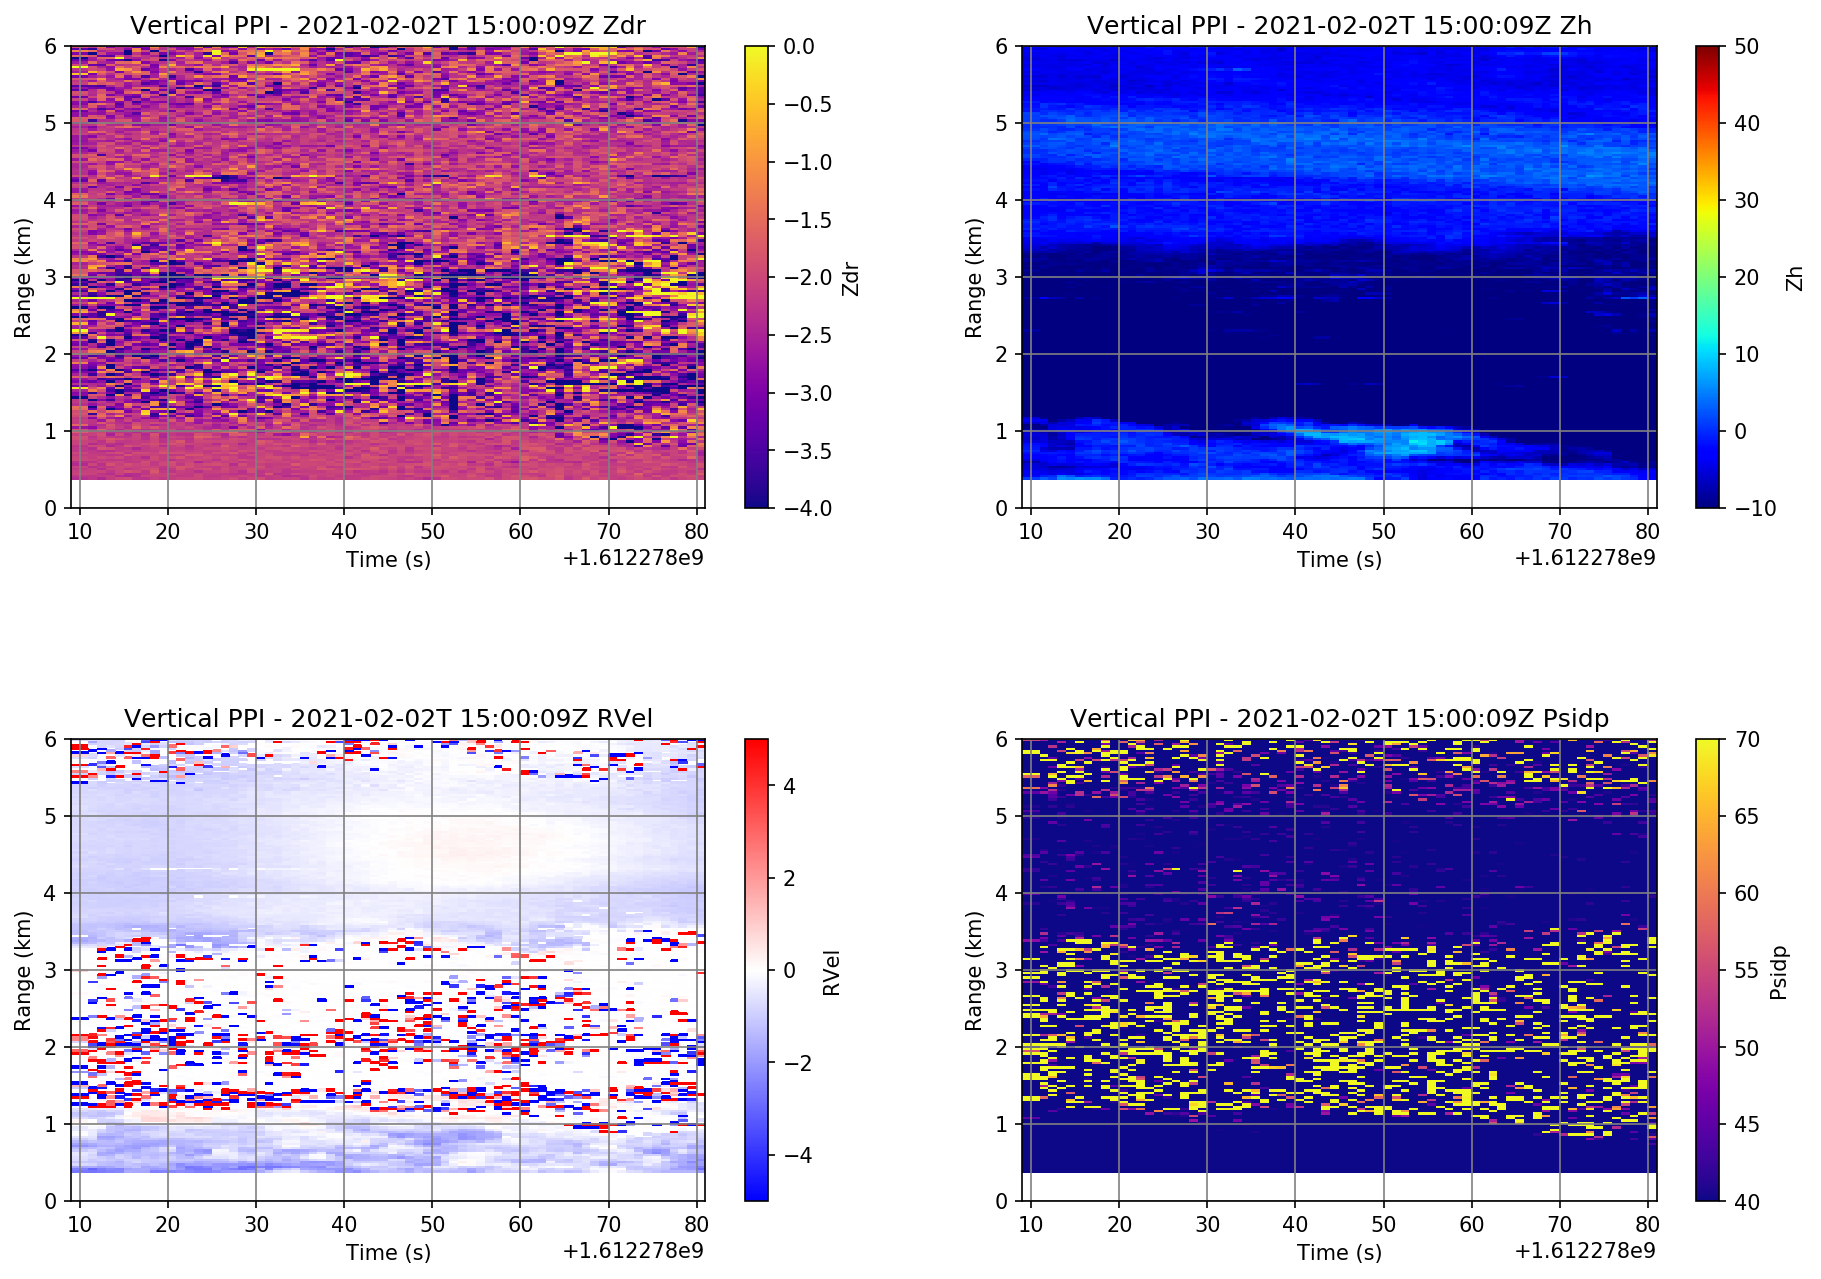 Vertical PPI - 2021-02-02T 15:00:09Z Zdr
6
5
4
3
2
1
0
Range (km)
10 20 30 40 50 60 70 80
Time (s)
+1.612278e9
0.0
−0.5
−1.0
−1.5
−2.0
−2.5
−3.0
−3.5
−4.0
Zdr
Vertical PPI - 2021-02-02T 15:00:09Z Zh
6
5
4
3
2
1
0
Range (km)
10 20 30 40 50 60 70 80
Time (s)
+1.612278e9
50
40
30
20
10
0
−10
Zh
Vertical PPI - 2021-02-02T 15:00:09Z RVel
6
5
4
3
2
1
0
Range (km)
10 20 30 40 50 60 70 80
Time (s)
+1.612278e9
4
2
0
−2
−4
RVel
Vertical PPI - 2021-02-02T 15:00:09Z Psidp
6
5
4
3
2
1
0
Range (km)
10 20 30 40 50 60 70 80
Time (s)
+1.612278e9
70
65
60
55
50
45
40
Psidp